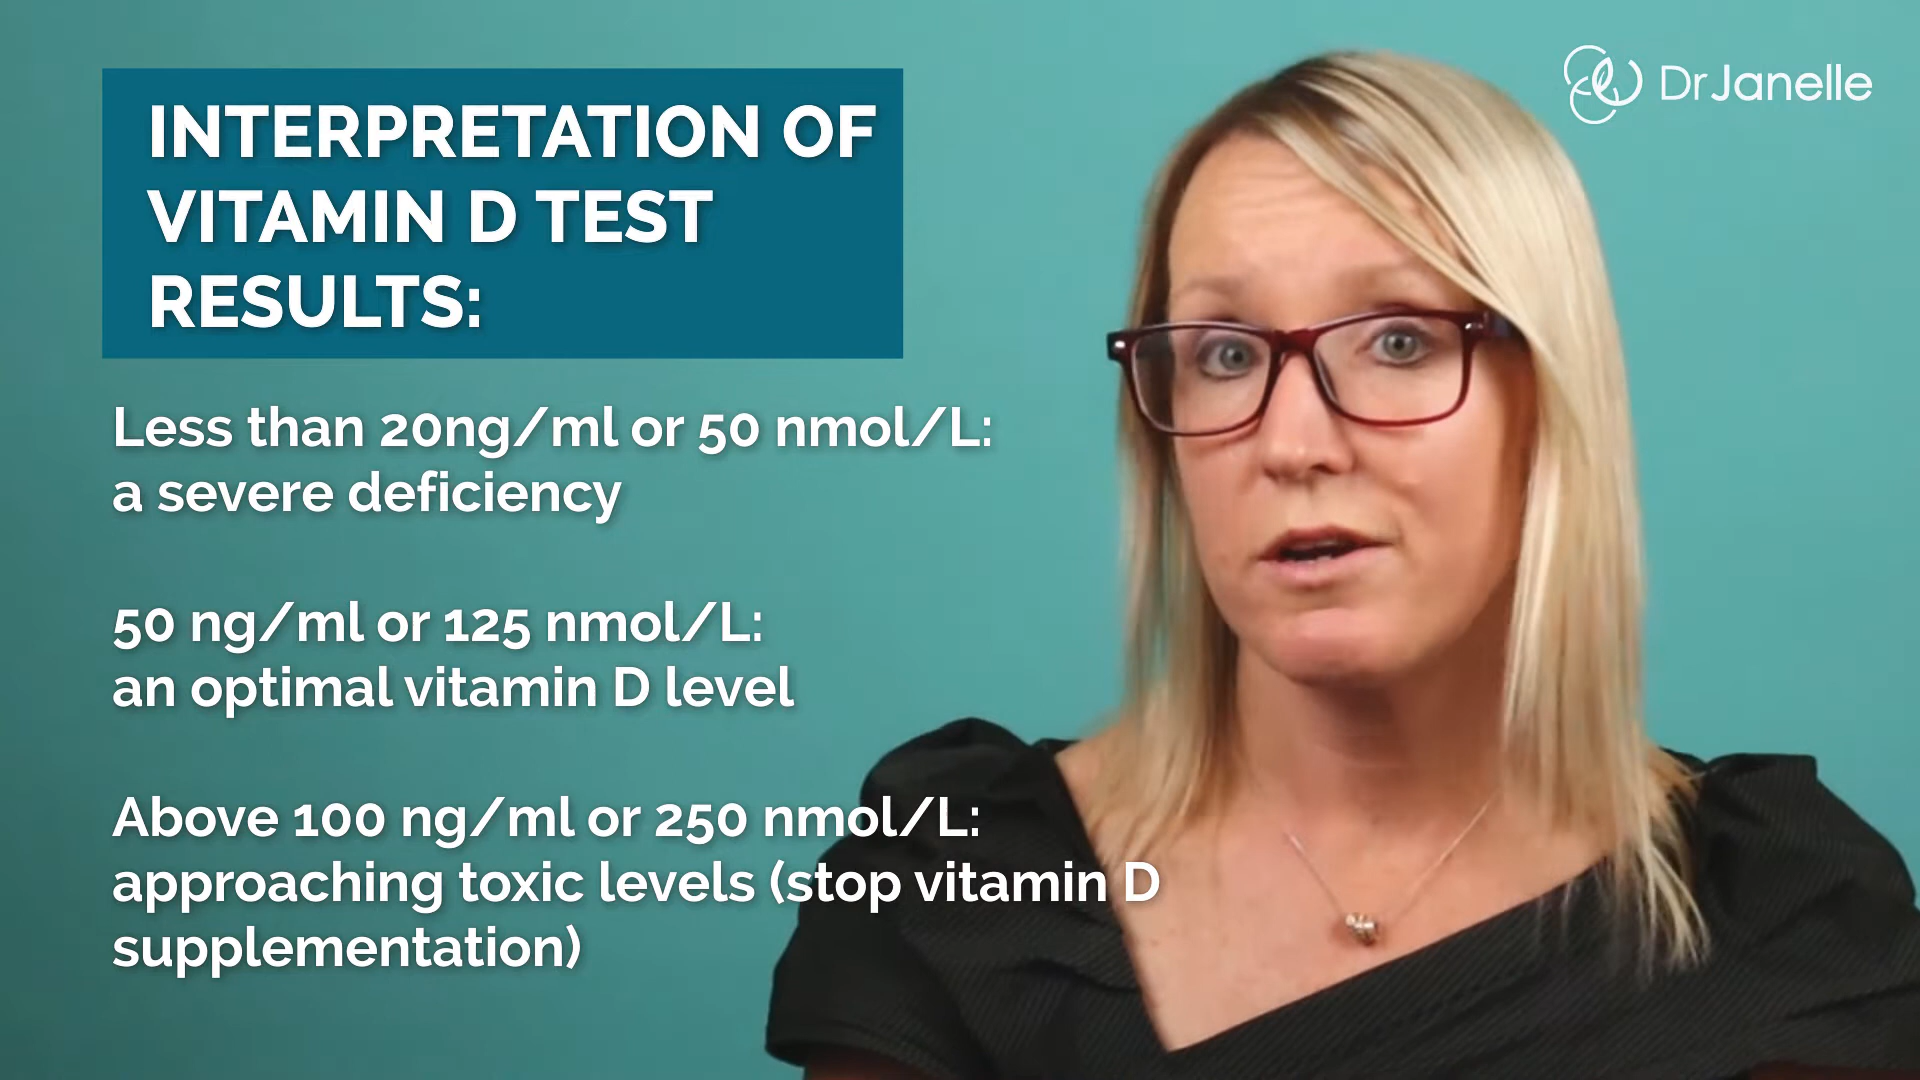 INTERPRETATION OF
VITAMIN D TEST
RESULTS:
DrJanelle
Less than 20ng/ml or 50 nmol/L:
a severe deficiency
50 ng/ml or 125 nmol/L:
an optimal vitamin D level
Above 100 ng/ml or 250 nmol/L:
approaching toxic levels (stop vitamin D
supplementation)